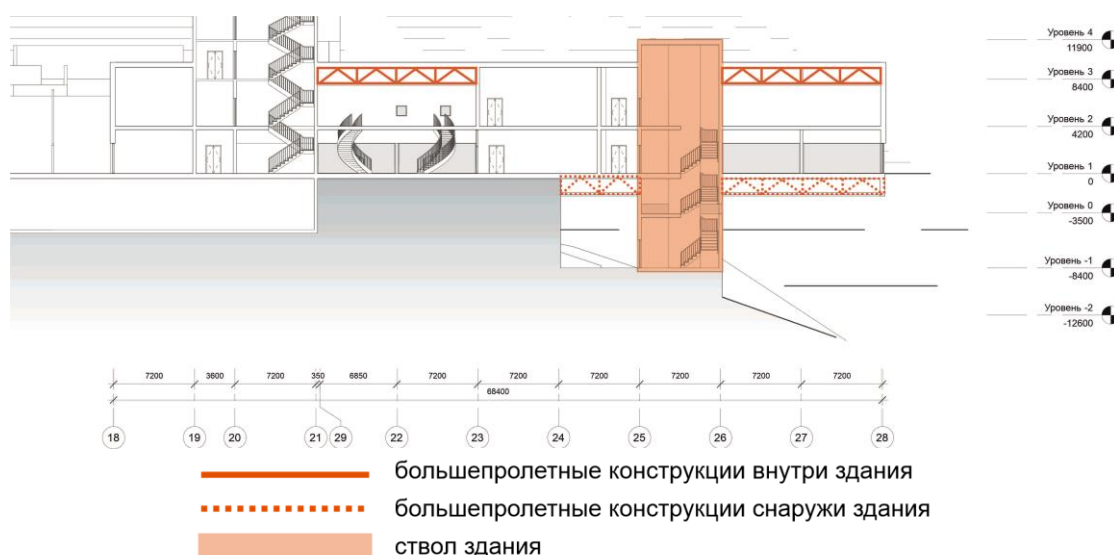 Уровень 4
11900
Уровень 3
8400
Уровень 2
4200
Уровень 1
0
Уровень 0
-3500
Уровень -1
-8400
Уровень -2
-12600
7200 3600 7200 350 6850 7200 7200 7200 7200 7200 7200
68400
18 19 20 21 29 22 23 24 25 26 27 28
большепролетные конструкции внутри здания
большепролетные конструкции снаружи здания
ствол здания